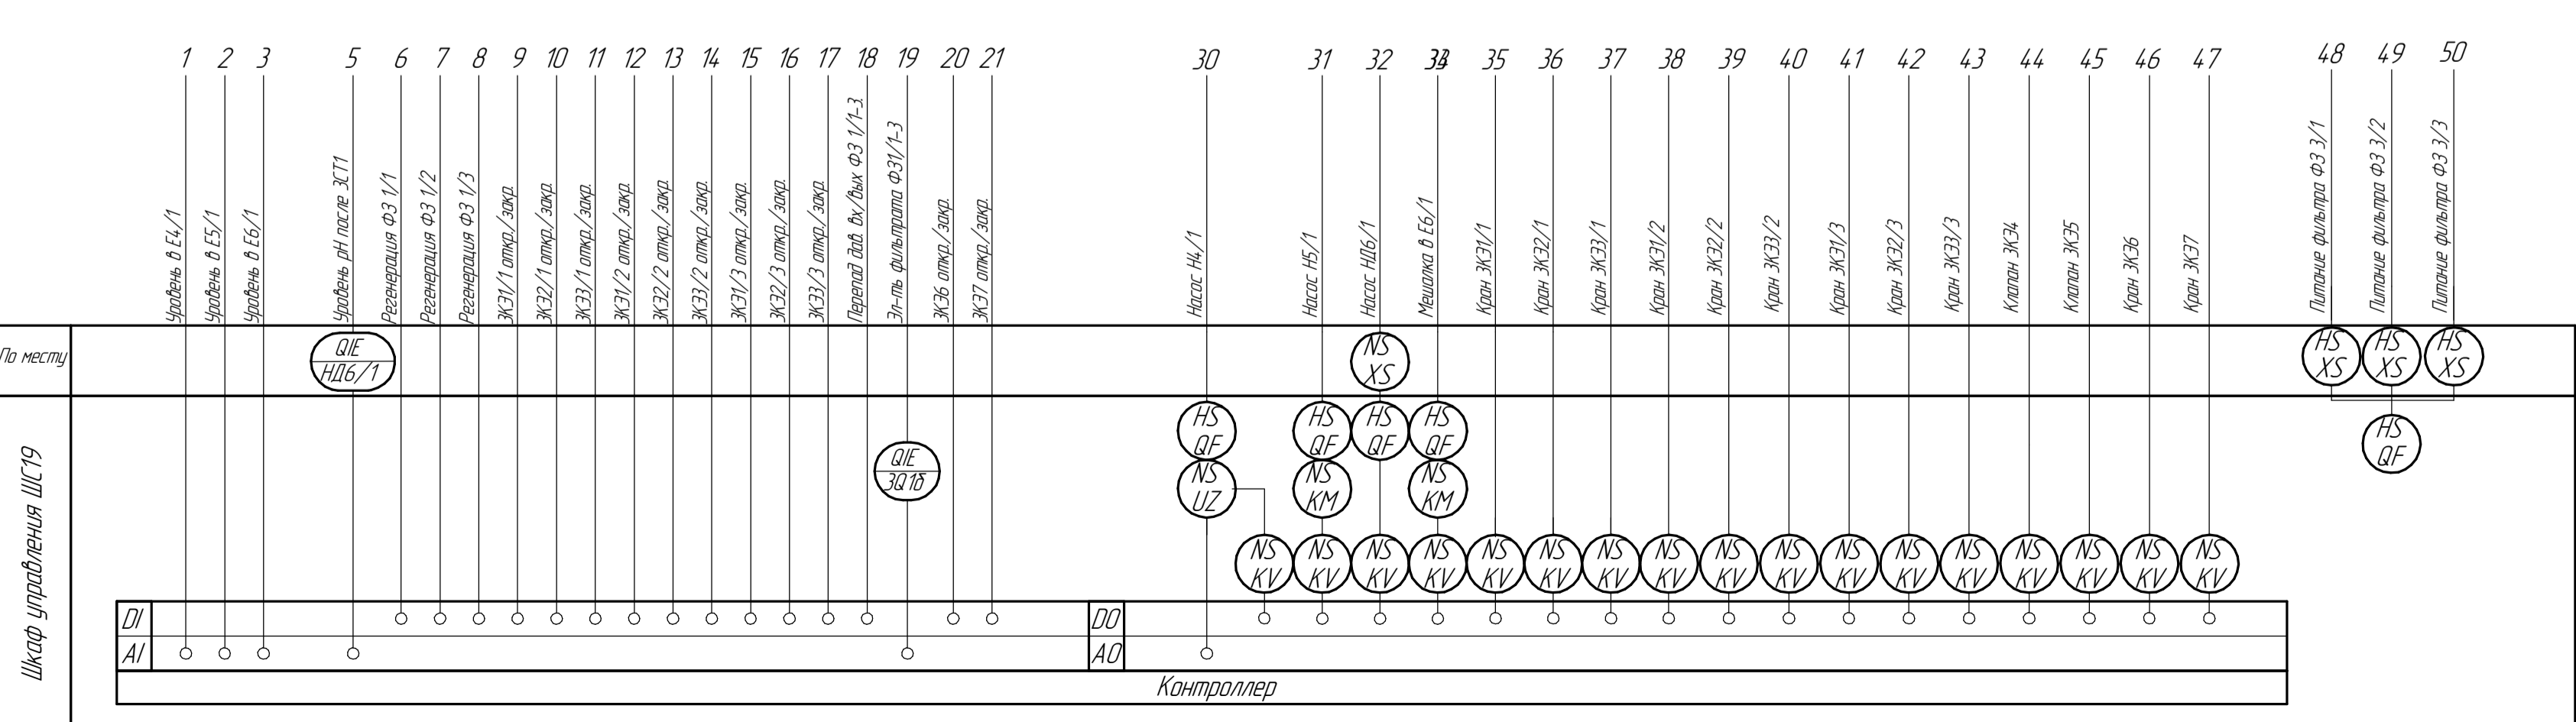 1 2 3 5 6 7 8 9 10 11 12 13 14 15 16 17 18 19 20 21 30 31 32 35 36 37 38 39 40 41 42 43 44 45 46 47 48 49 50
Уровень в Е4/1
Уровень в Е5/1
Уровень в Е6/1
Уровень pH после ЗСТ1
Регенерация ФЗ 1/1
Регенерация ФЗ 1/2
Регенерация ФЗ 1/3
ЗКЭ1/1 откр./закр.
ЗКЭ2/1 откр./закр.
ЗКЭ3/1 откр./закр.
ЗКЭ1/2 откр./закр.
ЗКЭ2/2 откр./закр.
ЗКЭ3/2 откр./закр.
ЗКЭ1/3 откр./закр.
ЗКЭ2/3 откр./закр.
ЗКЭ3/3 откр./закр.
Перепад дав. вх/вых ФЗ 1/1-3.
Эл-ть фильтрата ФЗ1/1-3
ЗКЭ6 откр./закр.
ЗКЭ7 откр./закр.
Насос Н4/1
Насос Н5/1
Насос НД6/1
Мешалка в Е6/1
Кран ЗКЭ1/1
Кран ЗКЭ2/1
Кран ЗКЭ3/1
Кран ЗКЭ1/2
Кран ЗКЭ2/2
Кран ЗКЭ3/2
Кран ЗКЭ1/3
Кран ЗКЭ2/3
Кран ЗКЭ3/3
Клапан ЗКЭ4
Клапан ЗКЭ5
Кран ЗКЭ6
Кран ЗКЭ7
Питание фильтра ФЗ 3/1
Питание фильтра ФЗ 3/2
Питание фильтра ФЗ 3/3
По месту
QIE
НД6/1
NS
XS
HS
XS
HS
XS
HS
XS
Шкаф управления ШС19
QIE
3Q1б
HS
QF
NS
UZ
HS
QF
NS
KM
HS
QF
HS
QF
NS
KM
HS
QF
NS
KV
NS
KV
NS
KV
NS
KV
NS
KV
NS
KV
NS
KV
NS
KV
NS
KV
NS
KV
NS
KV
NS
KV
NS
KV
NS
KV
NS
KV
NS
KV
NS
KV
DI
DO
AI
AO
Контроллер